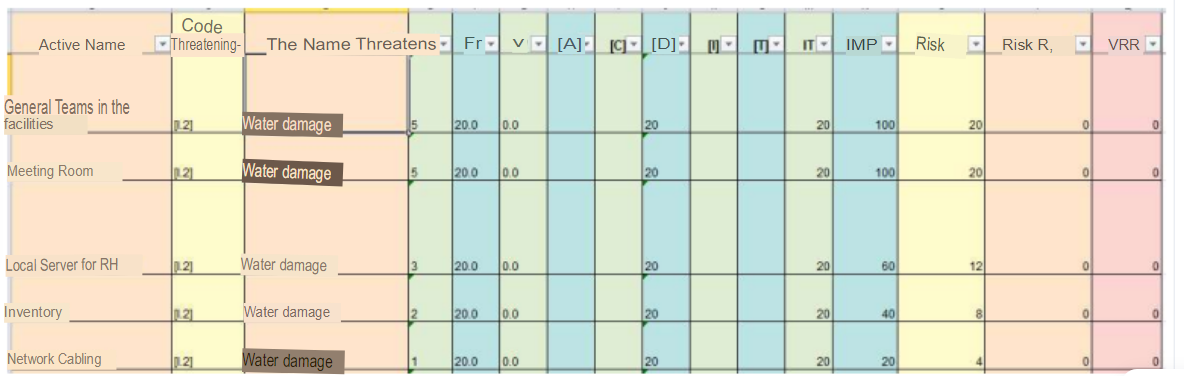 Code
Active Name Threatening- The Name Threatens Fr v [A] [C] [D] [I] [T] IT IMP Risk Risk R, VRR
General Teams in the
facilities [I.2] Water damage 5 20.0 0.0 20 20 100 20 0 0
Meeting Room [I.2] Water damage 5 20.0 0.0 20 20 100 20 0 0
Local Server for RH [I.2] Water damage 3 20.0 0.0 20 20 60 12 0 0
Inventory [I.2] Water damage 2 20.0 0.0 20 20 40 8 0 0
Network Cabling [I.2] Water damage 1 20.0 0.0 20 20 20 4 0 0